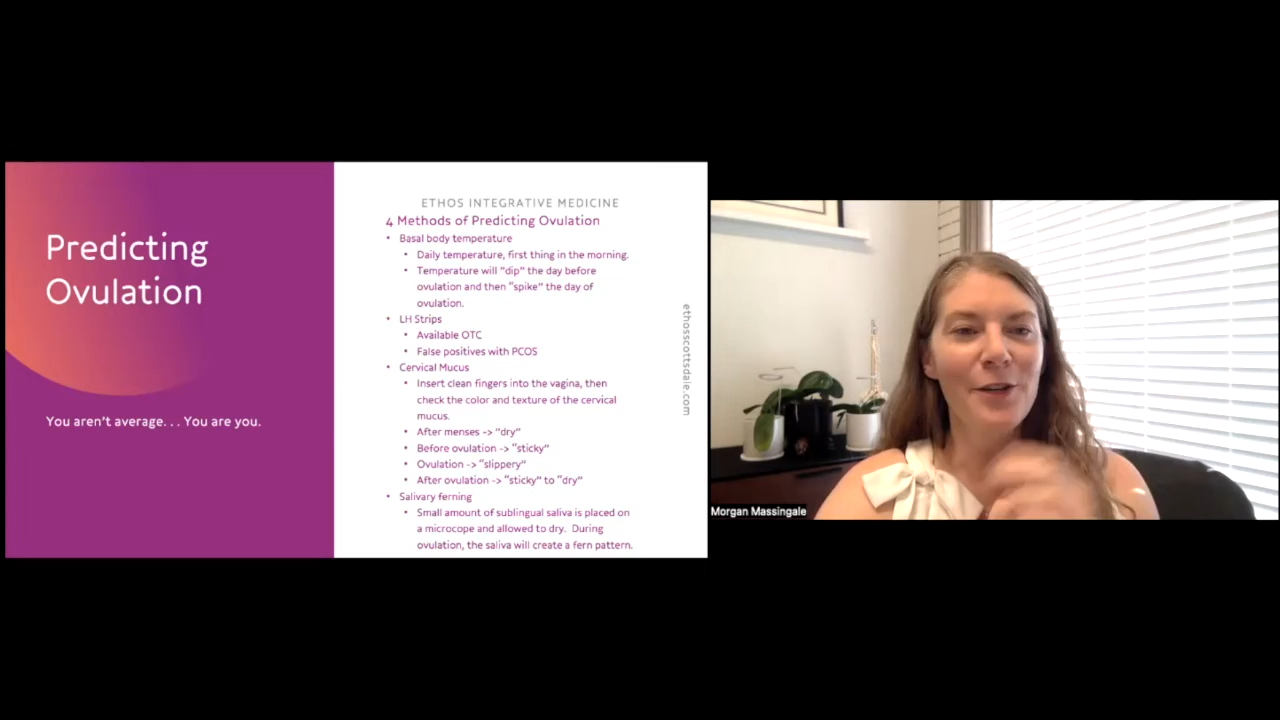 Predicting
Ovulation
You aren't average. . . You are you.
ETHOS INTEGRATIVE MEDICINE
4 Methods of Predicting Ovulation
• Basal body temperature
• Daily temperature, first thing in the morning.
• Temperature will "dip" the day before
ovulation and then "spike" the day of
ovulation.
• LH Strips
• Available OTC
• False positives with PCOS
• Cervical Mucus
• Insert clean fingers into the vagina, then
check the color and texture of the cervical
mucus.
• After menses -> "dry"
• Before ovulation -> "sticky"
• Ovulation -> "slippery"
• After ovulation -> "sticky" to "dry"
• Salivary ferning
• Small amount of sublingual saliva is placed on
a microcope and allowed to dry. During
ovulation, the saliva will create a fern pattern.
ethosscottsdale.com
Morgan Massingale